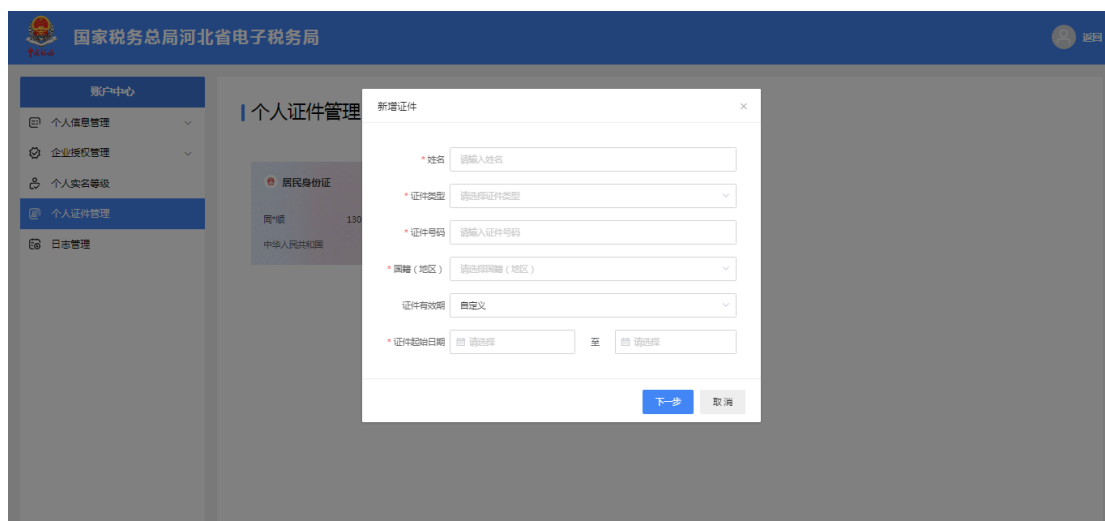 国家税务总局河北省电子税务局
返回
账户中心
个人信息管理
企业授权管理
个人实名等级
个人证件管理
日志管理
个人证件管理
居民身份证
周*顺 130
中华人民共和国
新增证件
×
* 姓名 请输入姓名
* 证件类型 请选择证件类型
* 证件号码 请输入证件号码
* 国籍（地区） 请选择国籍（地区）
证件有效期 自定义
* 证件起始日期 请选择 至 请选择
下一步 取消